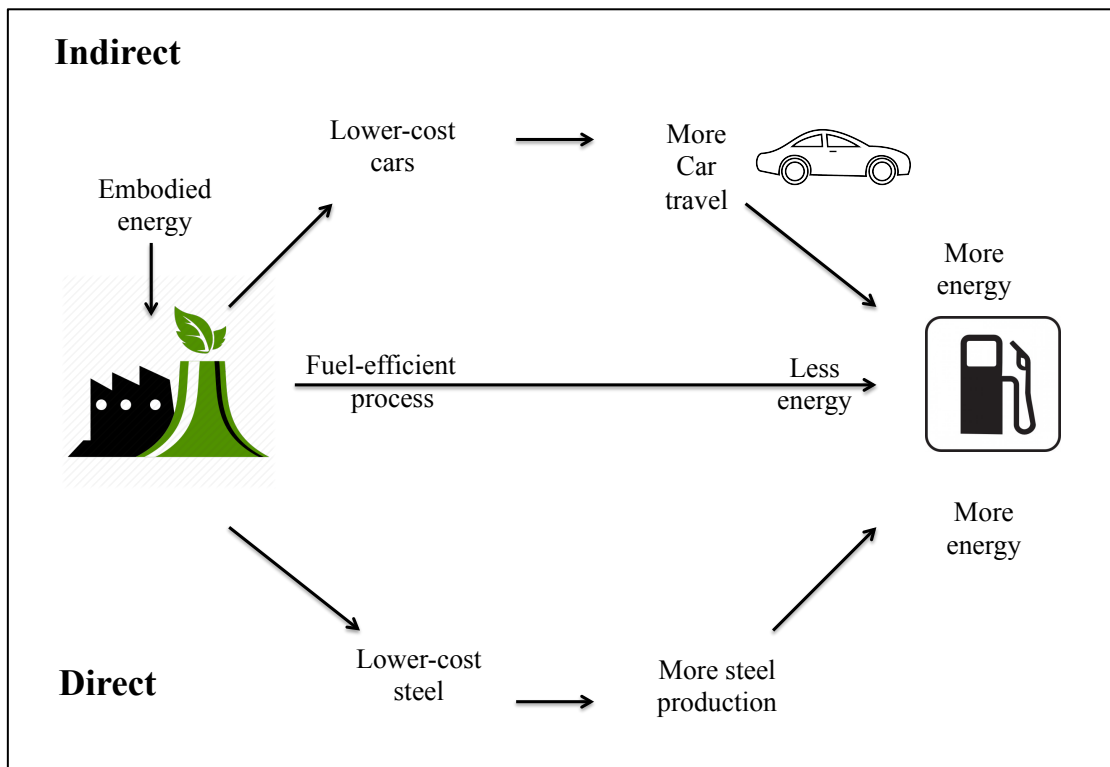 Indirect
Lower-cost
cars
More
Car
travel
Embodied
energy
More
energy
Fuel-efficient
process
Less
energy
More
energy
Lower-cost
steel
More steel
production
Direct